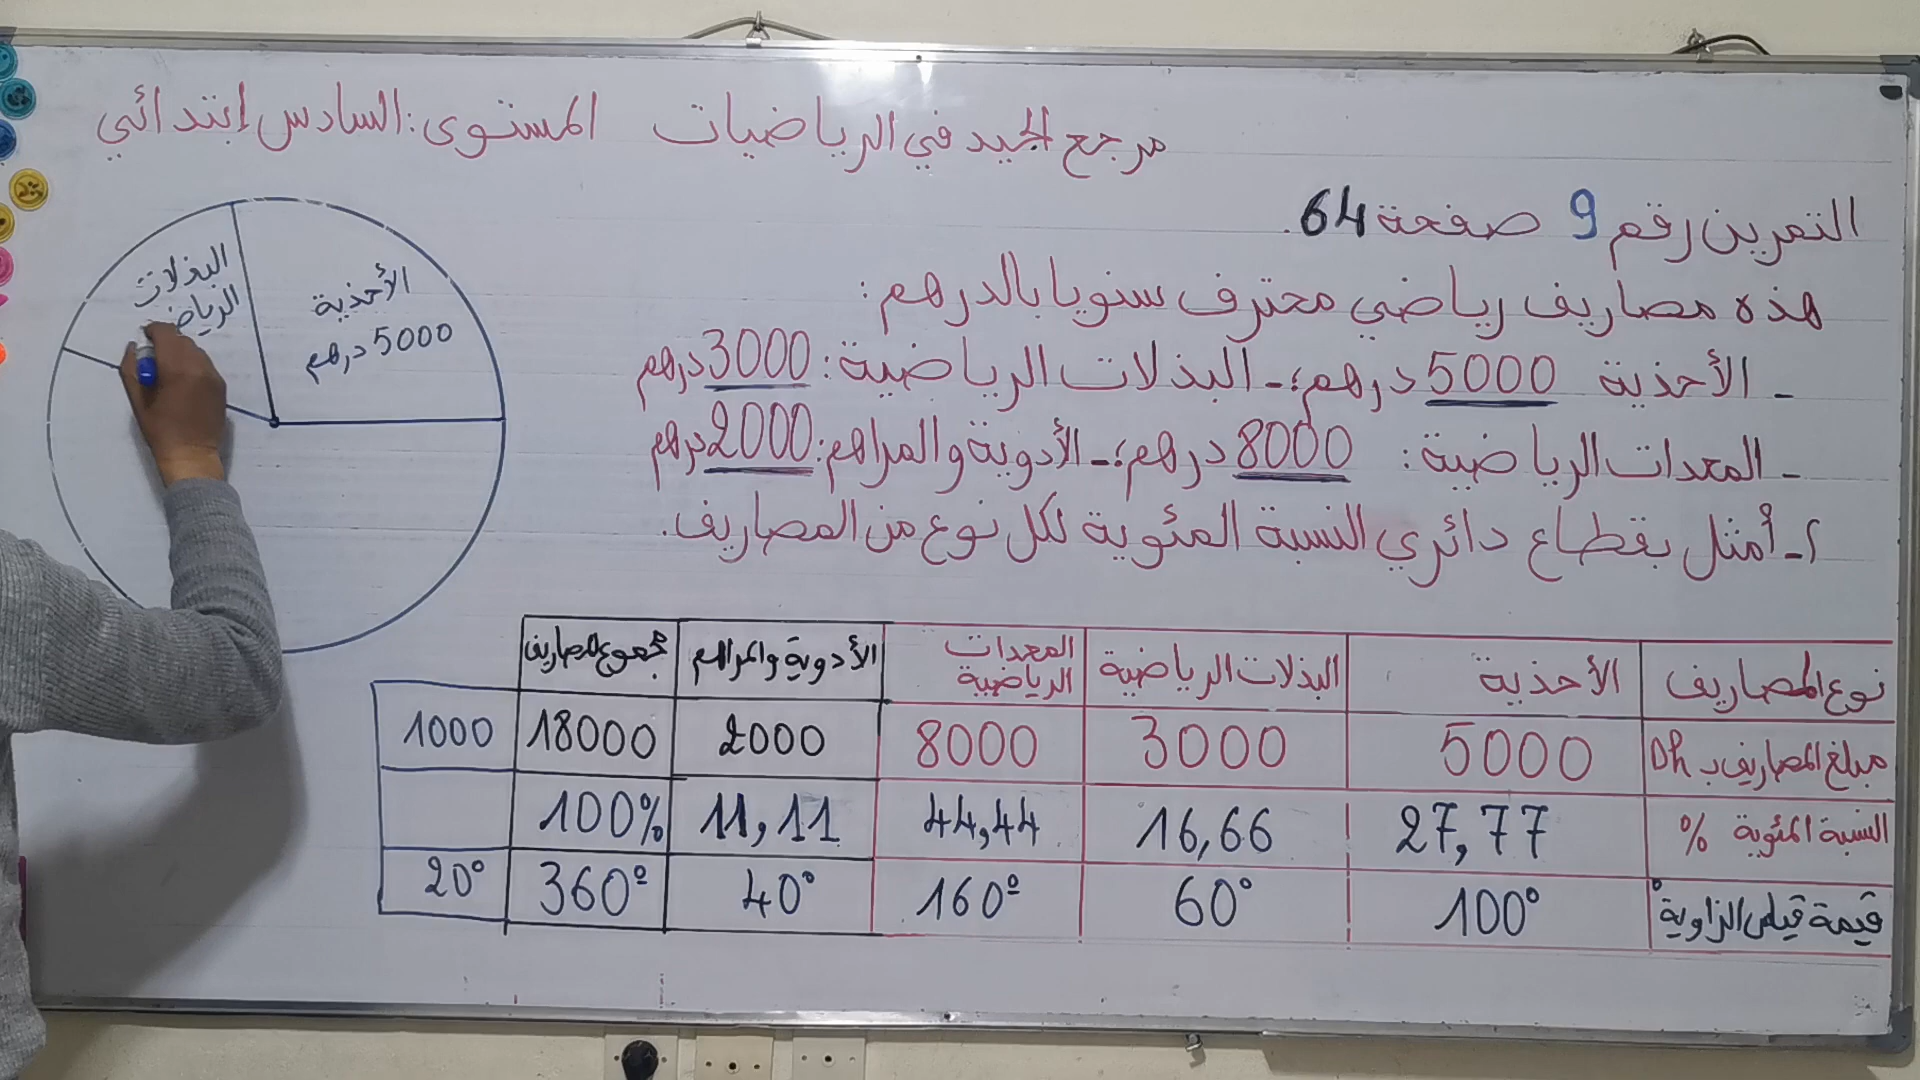 مرجع الجيد في الرياضيات المستوى: السادس إبتدائي
التمرين رقم 9 صفحة 64.
هذه مصاريف رياضي محترف سنويا بالدرهم:
- الأحذية 5000 درهم؛ - البذلات الرياضية: 3000 درهم
- المعدات الرياضية: 8000 درهم؛ - الأدوية والمراهم: 2000 درهم
2- أمثل بقطاع دائري النسبة المئوية لكل نوع من المصاريف.
الأحذية
5000 درهم
البذلات
الرياض
نوع المصاريف الأحذية البذلات الرياضية المعدات الرياضية الأدوية والمراهم مجموع المصاريف
مبلغ المصاريف ب Dh 5000 3000 8000 2000 18000 1000
النسبة المئوية % 27,77 16,66 44,44 11,11 100%
قيمة قياس الزاوية° 100° 60° 160° 40° 360° 20°